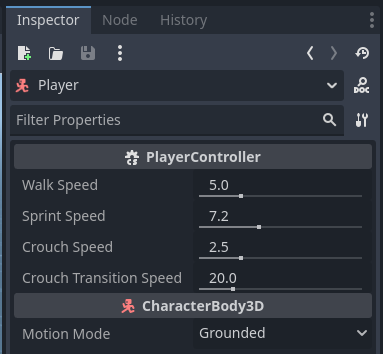 Inspector Node History
Player
DOC
Filter Properties
PlayerController
Walk Speed 5.0
Sprint Speed 7.2
Crouch Speed 2.5
Crouch Transition Speed 20.0
CharacterBody3D
Motion Mode Grounded